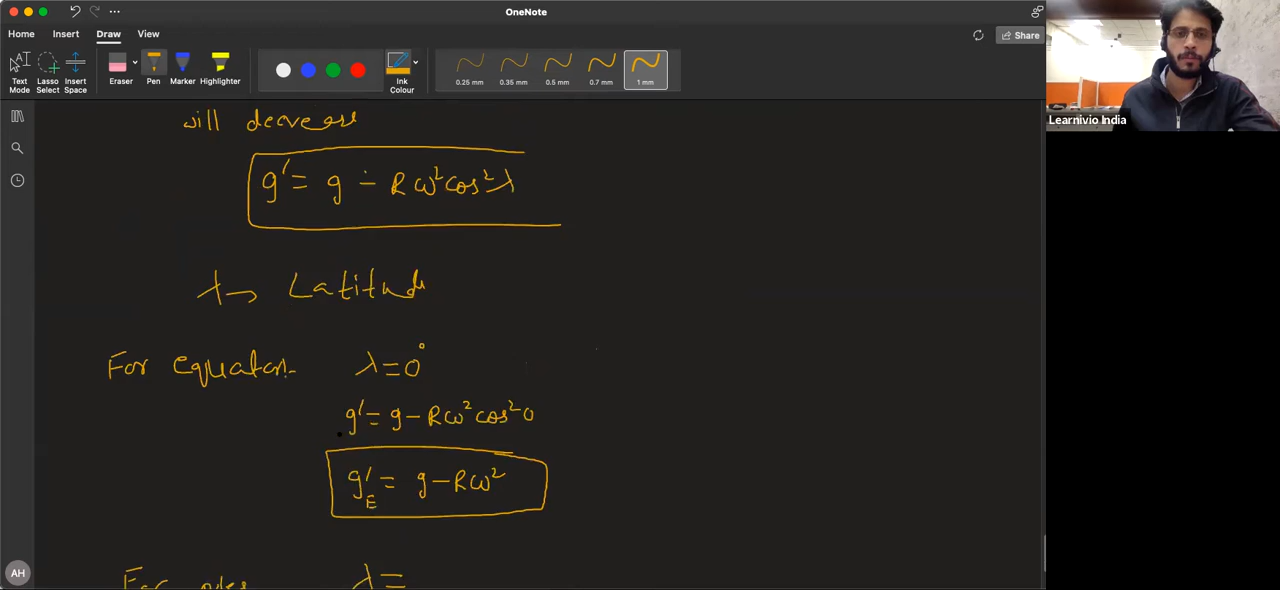 OneNote
Home Insert Draw View
Share
Text Mode
Lasso Select
Insert Space
Eraser
Pen
Marker
Highlighter
Ink Colour
0.25 mm
0.35 mm
0.5 mm
0.7 mm
1 mm
Learnivio India
will decrease
g' = g - Rω²cos²λ
λ → Latitude
For equator:- λ = 0°
g' = g - Rω²cos²0
g'E = g - Rω²
For poles λ =
AH